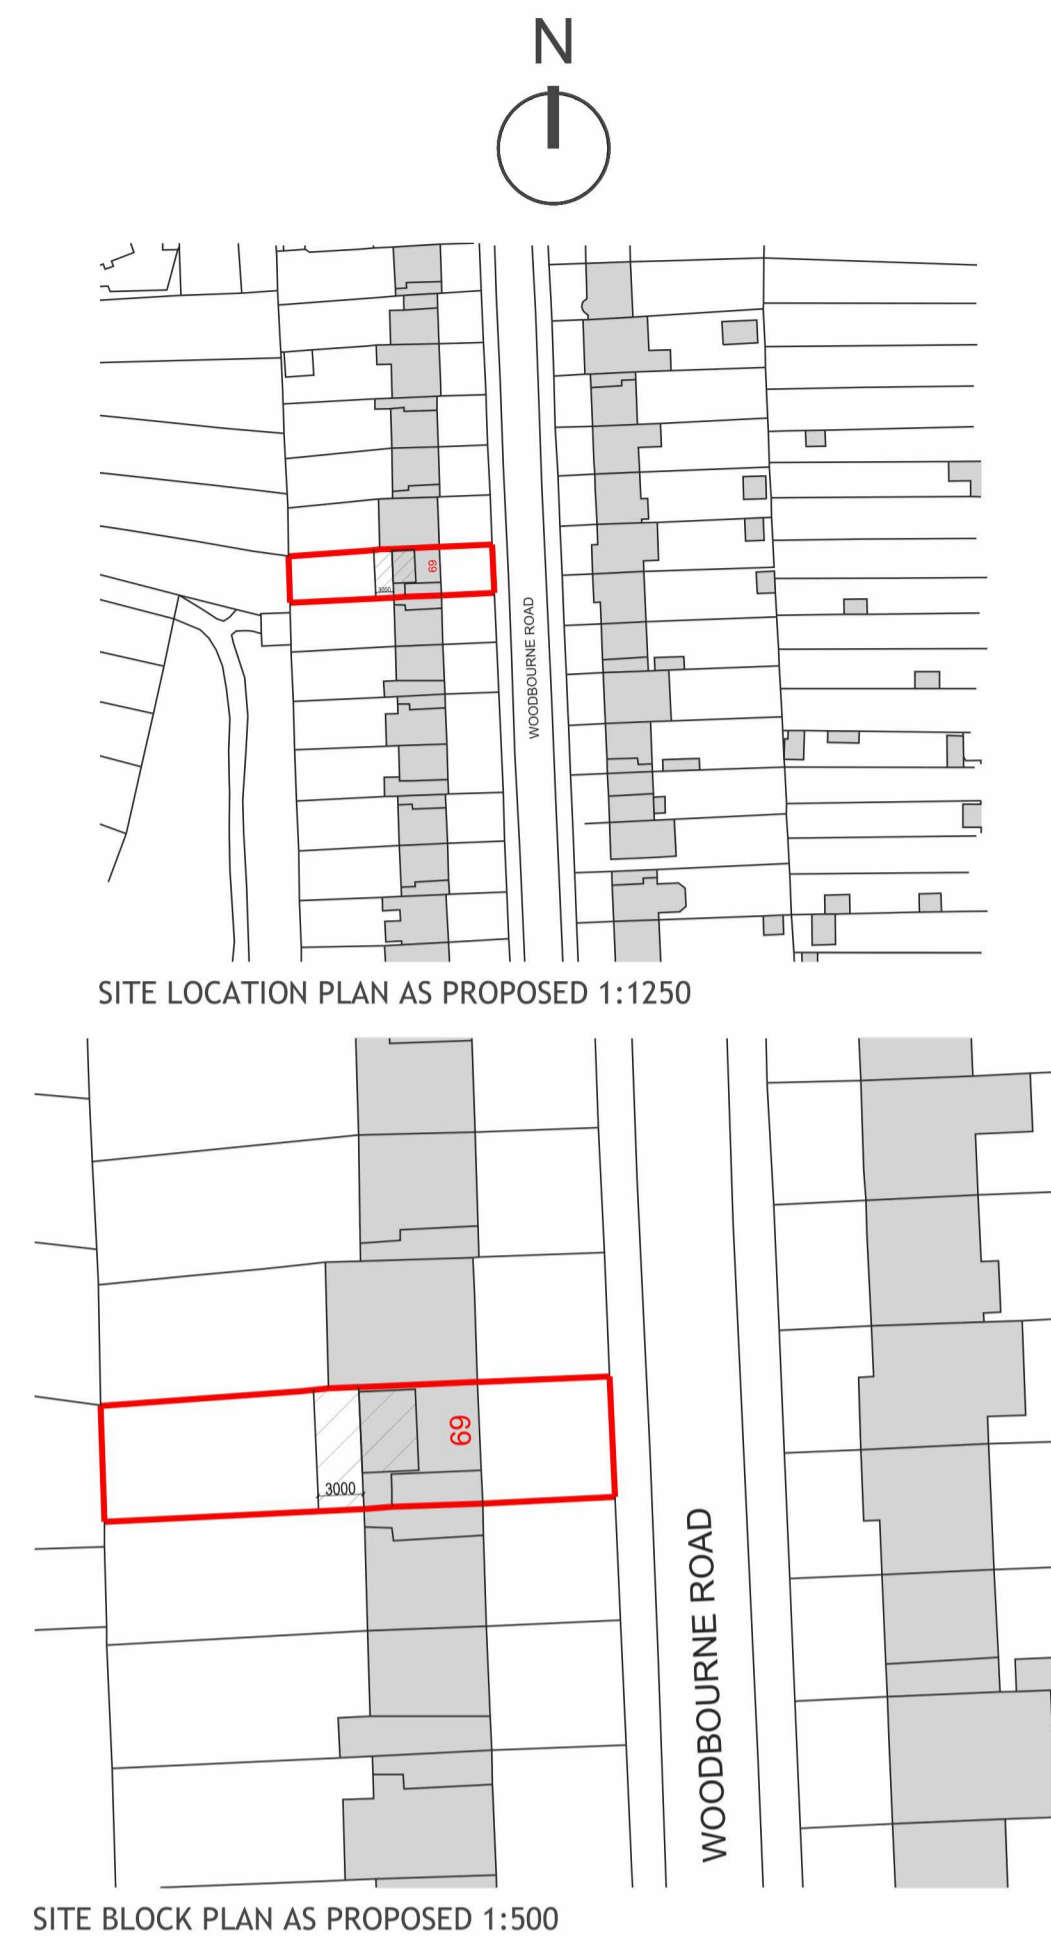 N
69
3000
WOODBOURNE ROAD
SITE LOCATION PLAN AS PROPOSED 1:1250
69
3000
WOODBOURNE ROAD
SITE BLOCK PLAN AS PROPOSED 1:500